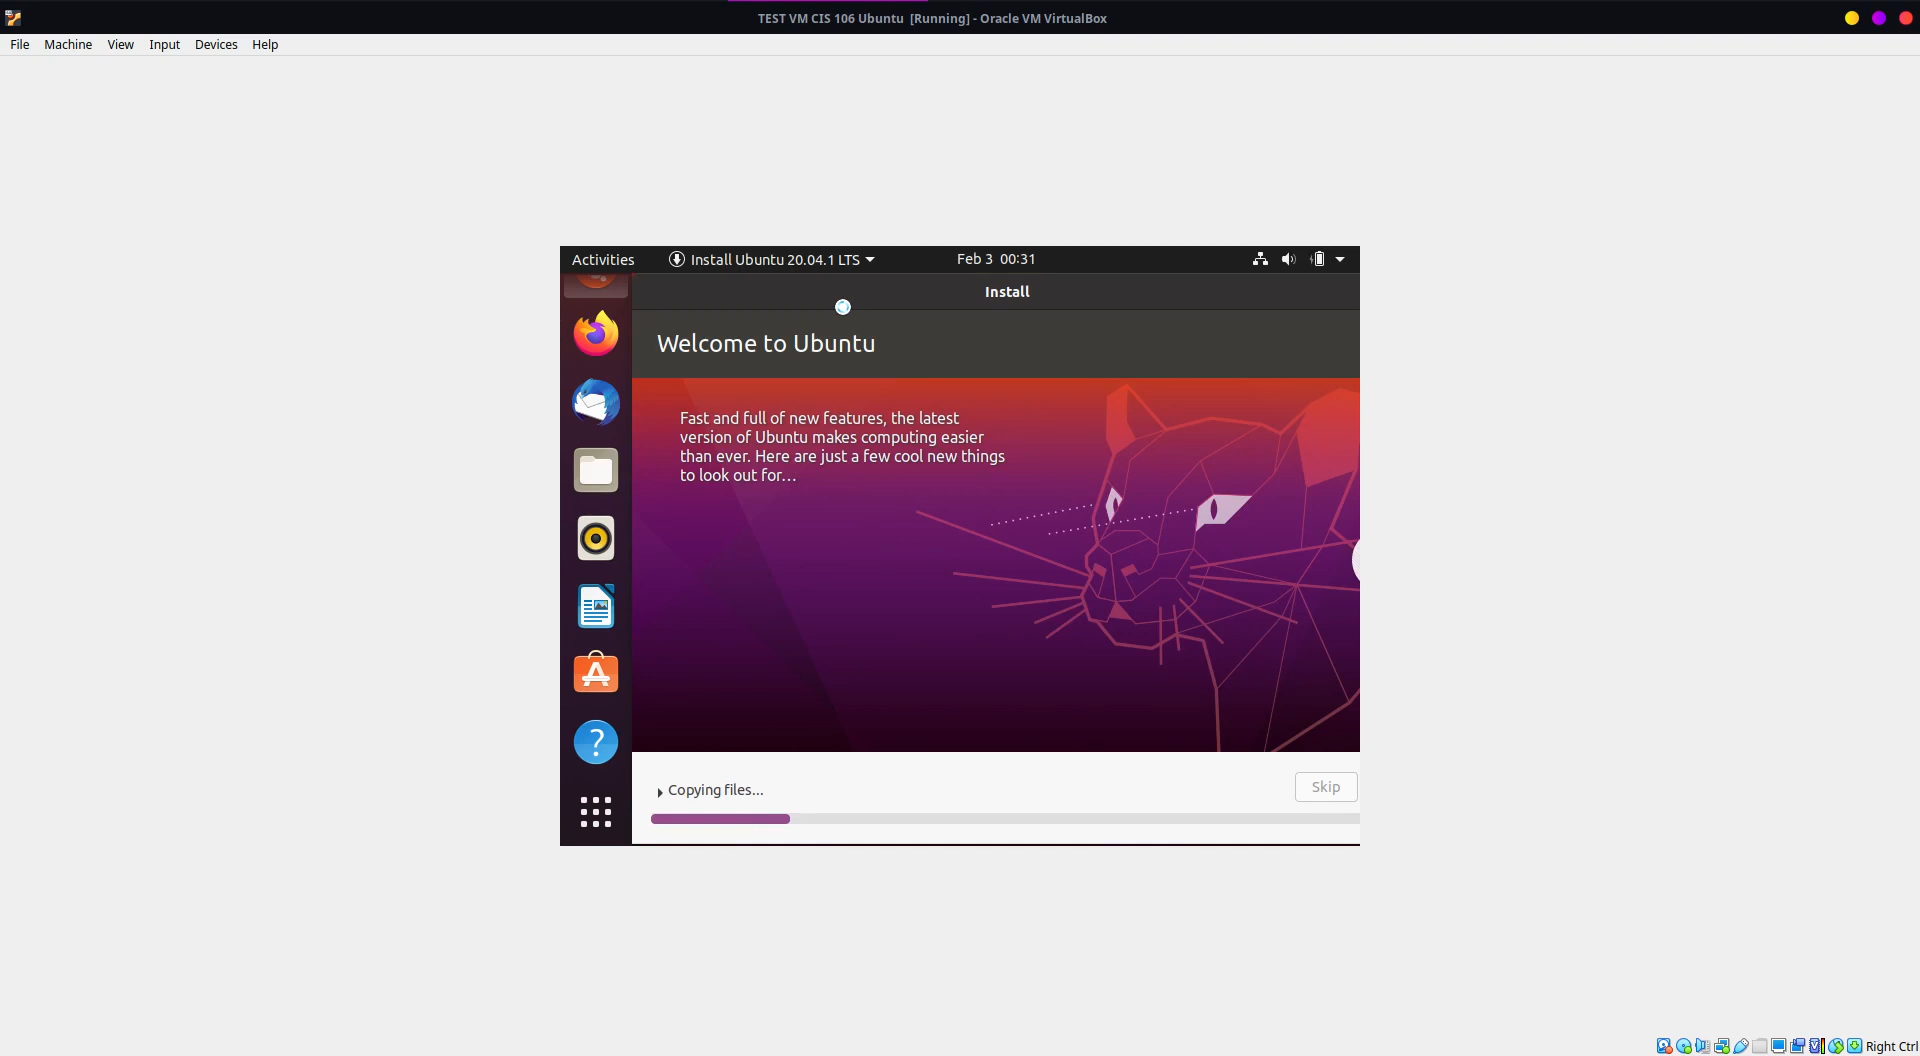 TEST VM CIS 106 Ubuntu [Running] - Oracle VM VirtualBox
File Machine View Input Devices Help
Activities Install Ubuntu 20.04.1 LTS Feb 3 00:31
Install
Welcome to Ubuntu
Fast and full of new features, the latest
version of Ubuntu makes computing easier
than ever. Here are just a few cool new things
to look out for...
Copying files...
Skip
Right Ctrl